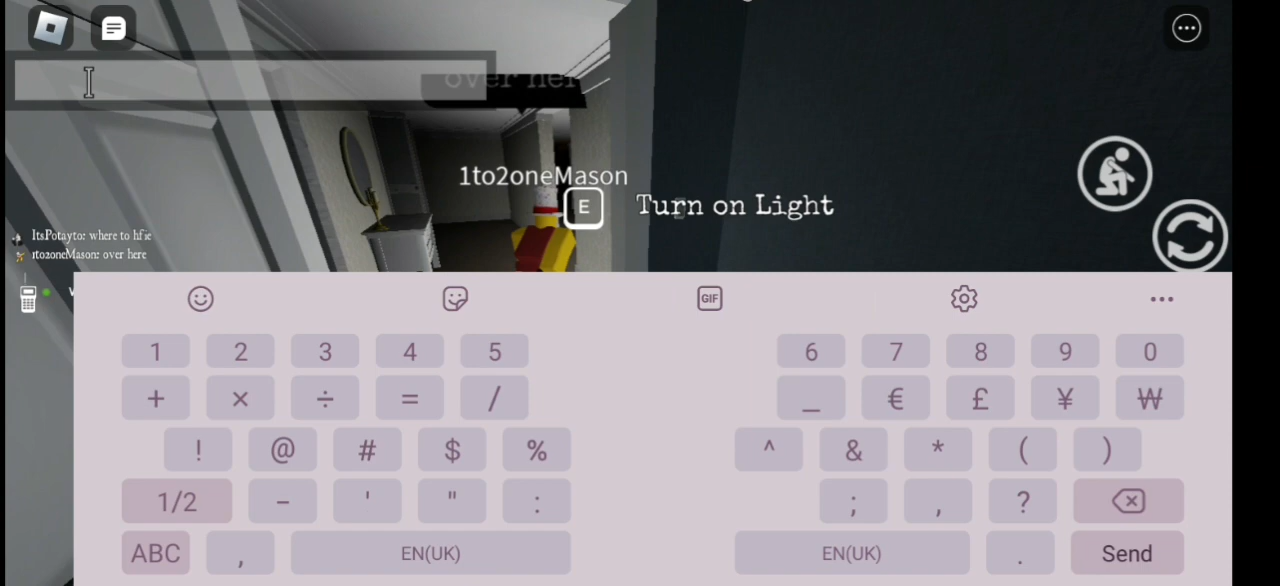 over her
1to2oneMason
E
Turn on Light
ItsPotayto: where to hfie
1to2oneMason: over here
GIF
1 2 3 4 5 6 7 8 9 0
+ × ÷ = / _ € £ ¥ ₩
! @ # $ % ^ & * ( )
1/2 - ' " : ; , ?
ABC , EN(UK) EN(UK) . Send